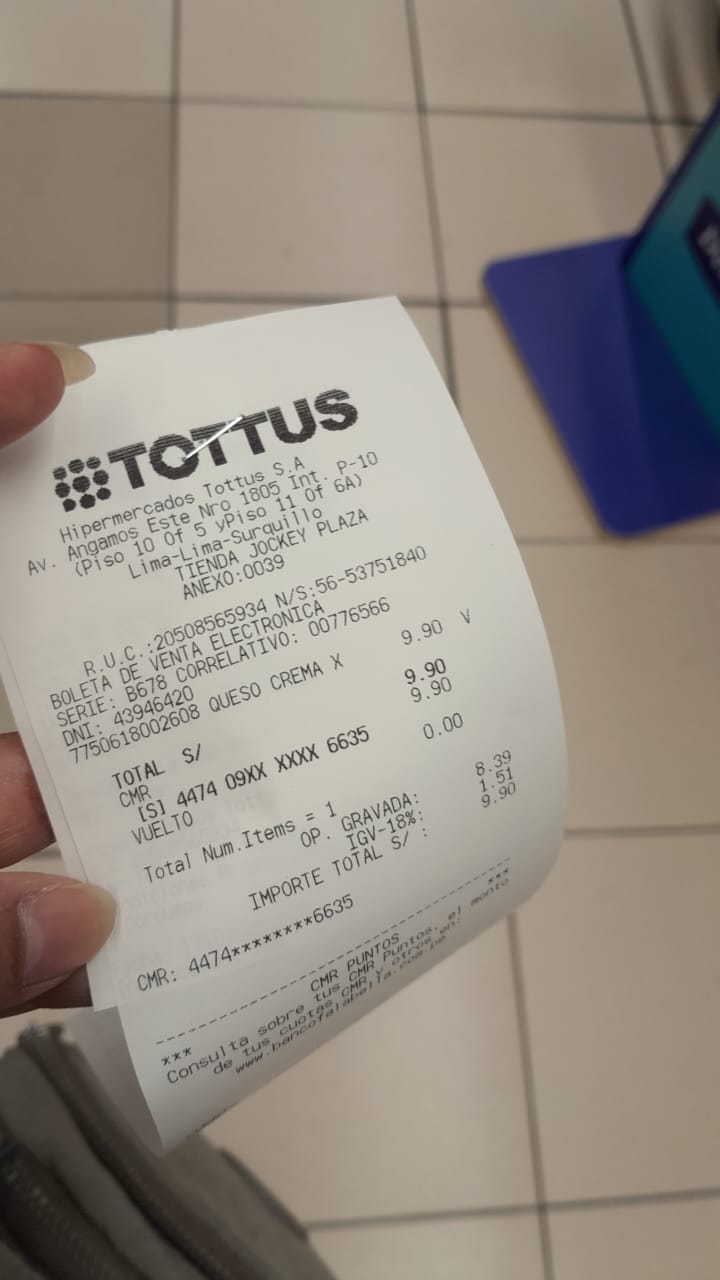 TOTTUS
Hipermercados Tottus S.A
Av. Angamos Este Nro 1805 Int. P-10
(Piso 10 Of 5 yPiso 11 Of 6A)
Lima-Lima-Surquillo
TIENDA JOCKEY PLAZA
ANEXO:0039
R.U.C.:20508565934 N/S:56-53751840
BOLETA DE VENTA ELECTRONICA
SERIE: B678 CORRELATIVO: 00776566
DNI: 43946420
7750618002608 QUESO CREMA X 9.90 V
TOTAL S/ 9.90
CMR 9.90
[S] 4474 09XX XXXX 6635
VUELTO 0.00
Total Num.Items = 1
OP. GRAVADA: 8.39
IGV-18%: 1.51
IMPORTE TOTAL S/ : 9.90
CMR: 4474********6635
--------------------------------
*** CMR PUNTOS ***
Consulta sobre tus CMR Puntos, el monto
de tus cuotas CMR y otros en:
www.bancofalabella.com.pe